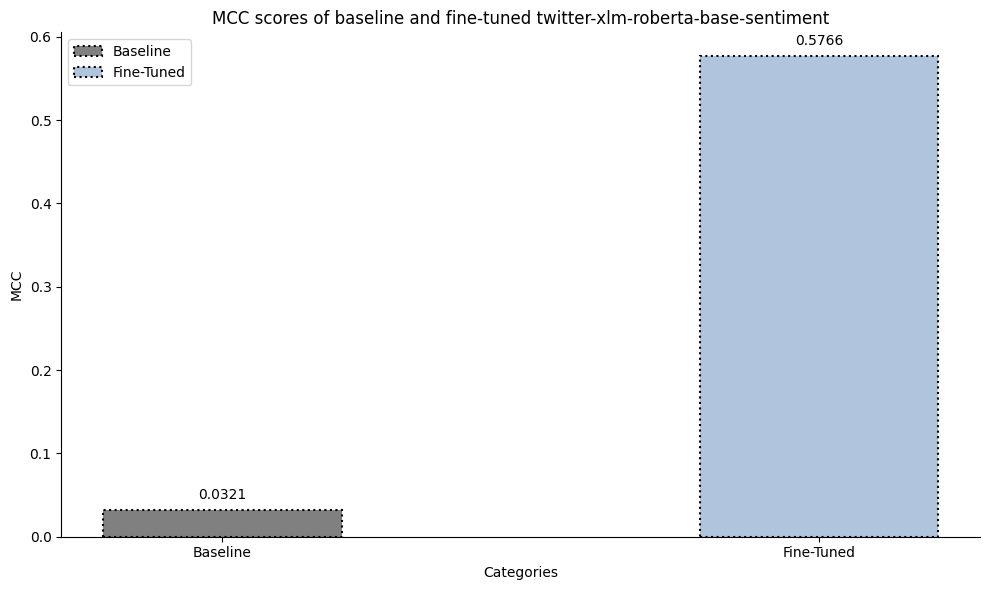 MCC scores of baseline and fine-tuned twitter-xlm-roberta-base-sentiment
Baseline
Fine-Tuned
0.6
0.5
0.4
0.3
0.2
0.1
0.0
MCC
0.0321
0.5766
Baseline
Fine-Tuned
Categories